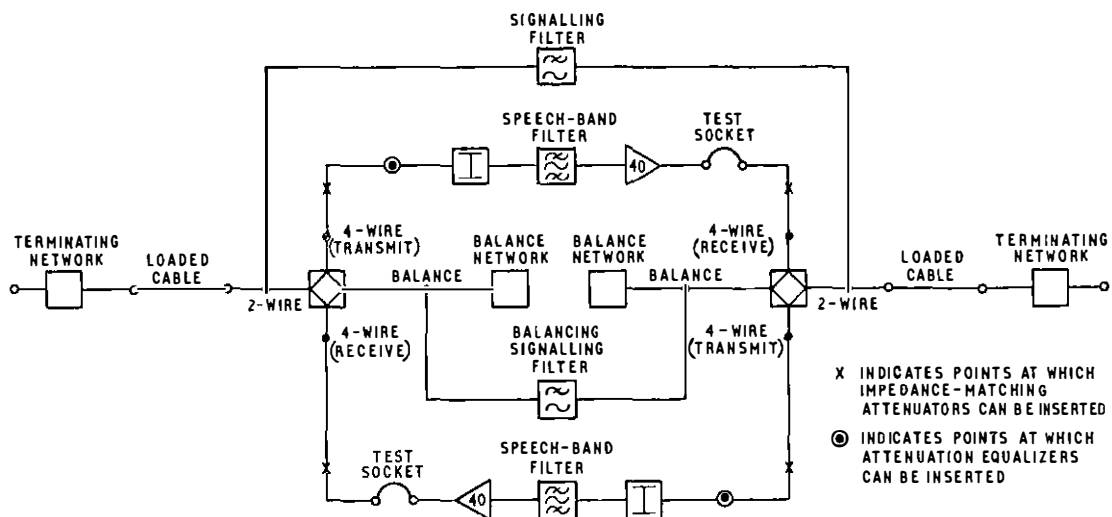 SIGNALLING
FILTER
SPEECH-BAND
FILTER
TEST
SOCKET
40
4-WIRE
(TRANSMIT)
4-WIRE
(RECEIVE)
TERMINATING
NETWORK
LOADED
CABLE
2-WIRE
BALANCE
BALANCE
NETWORK
BALANCE
NETWORK
BALANCE
2-WIRE
LOADED
CABLE
TERMINATING
NETWORK
4-WIRE
(RECEIVE)
BALANCING
SIGNALLING
FILTER
4-WIRE
(TRANSMIT)
X INDICATES POINTS AT WHICH
IMPEDANCE-MATCHING
ATTENUATORS CAN BE INSERTED
INDICATES POINTS AT WHICH
ATTENUATION EQUALIZERS
CAN BE INSERTED
TEST
SOCKET
40
SPEECH-BAND
FILTER